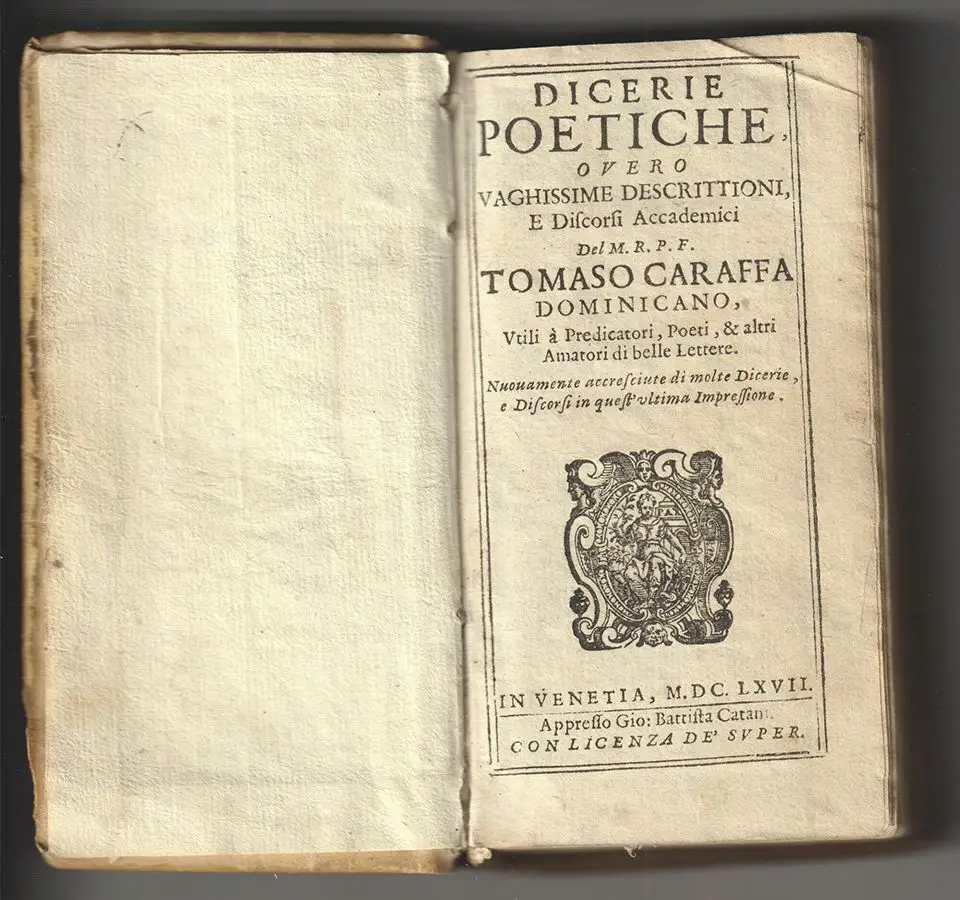 DICERIE
POETICHE,
OVERO
VAGHISSIME DESCRITTIONI,
E Diſcorſi Accademici
Del M. R. P. F.
TOMASO CARAFFA
DOMINICANO,
Vtili à Predicatori, Poeti, & altri
Amatori di belle Lettere.
Nuouamente accreſciute di molte Dicerie,
e Diſcorſi in queſt'vltima Impreſſione.
IN VENETIA, M.DC. LXVII.
Appreſſo Gio: Battiſta Catani.
CON LICENZA DE' SVPER.